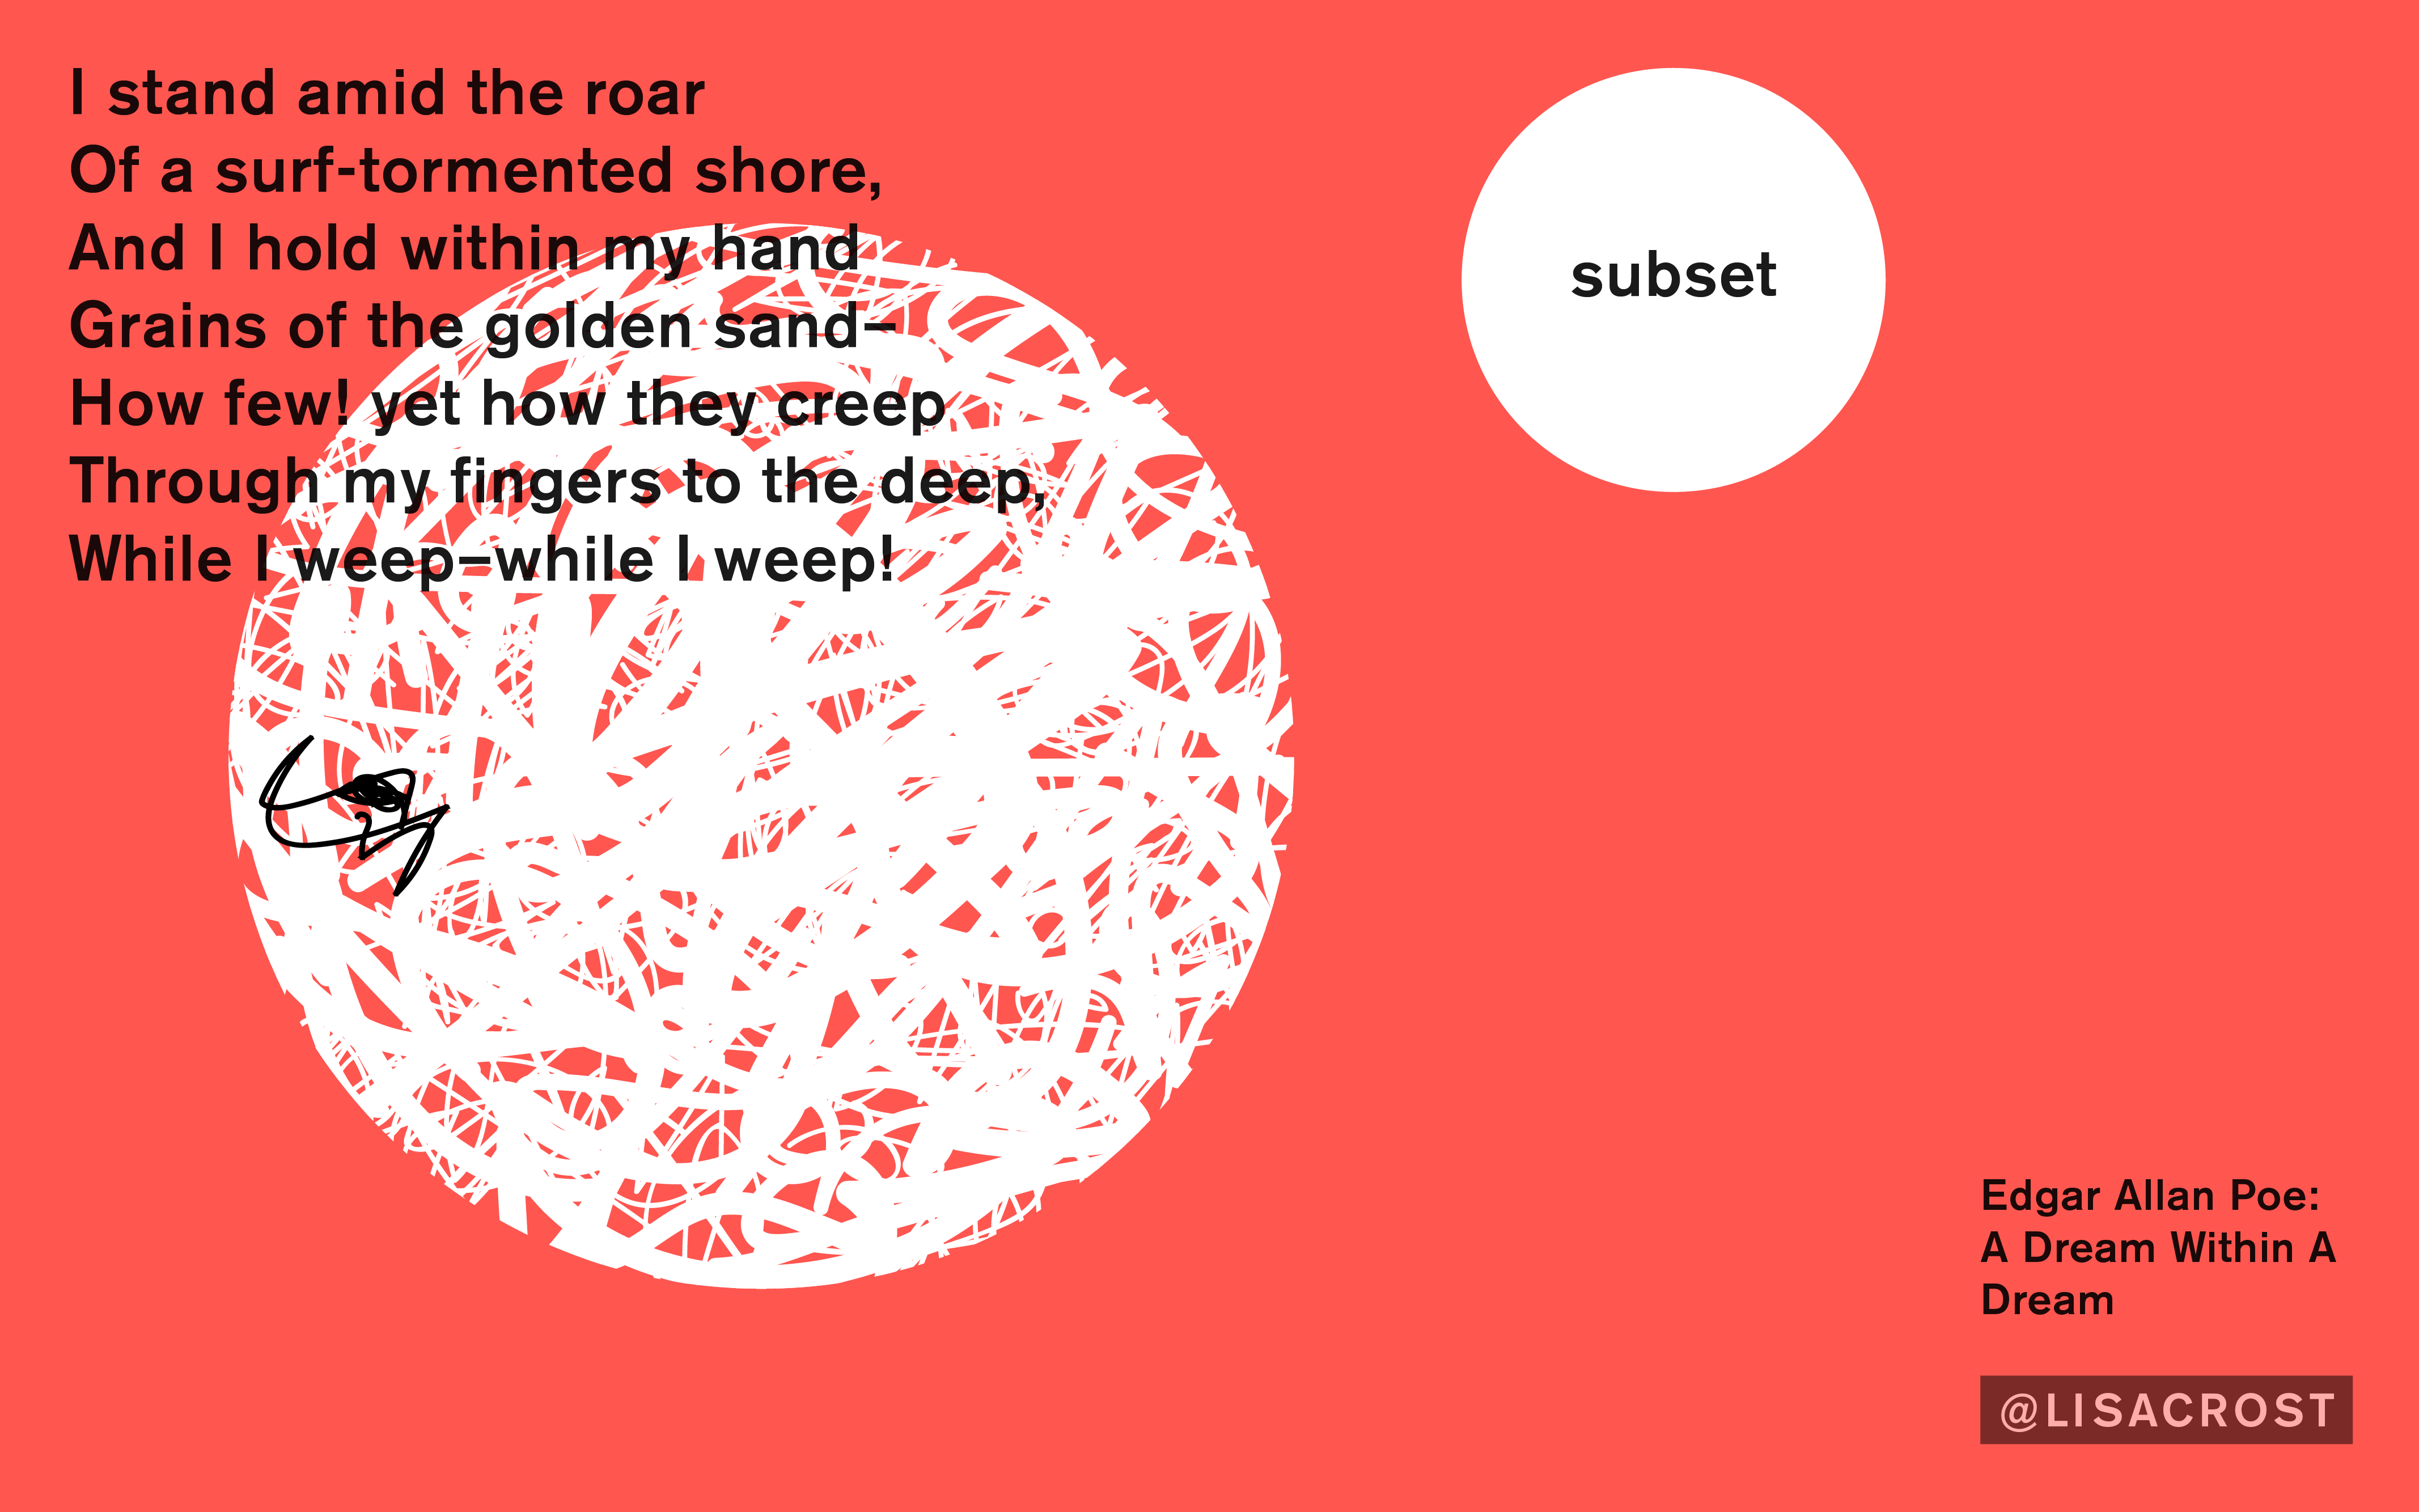 I stand amid the roar
Of a surf-tormented shore,
And I hold within my hand
Grains of the golden sand–
How few! yet how they creep
Through my fingers to the deep,
While I weep–while I weep!
subset
Edgar Allan Poe:
A Dream Within A
Dream
@LISACROST